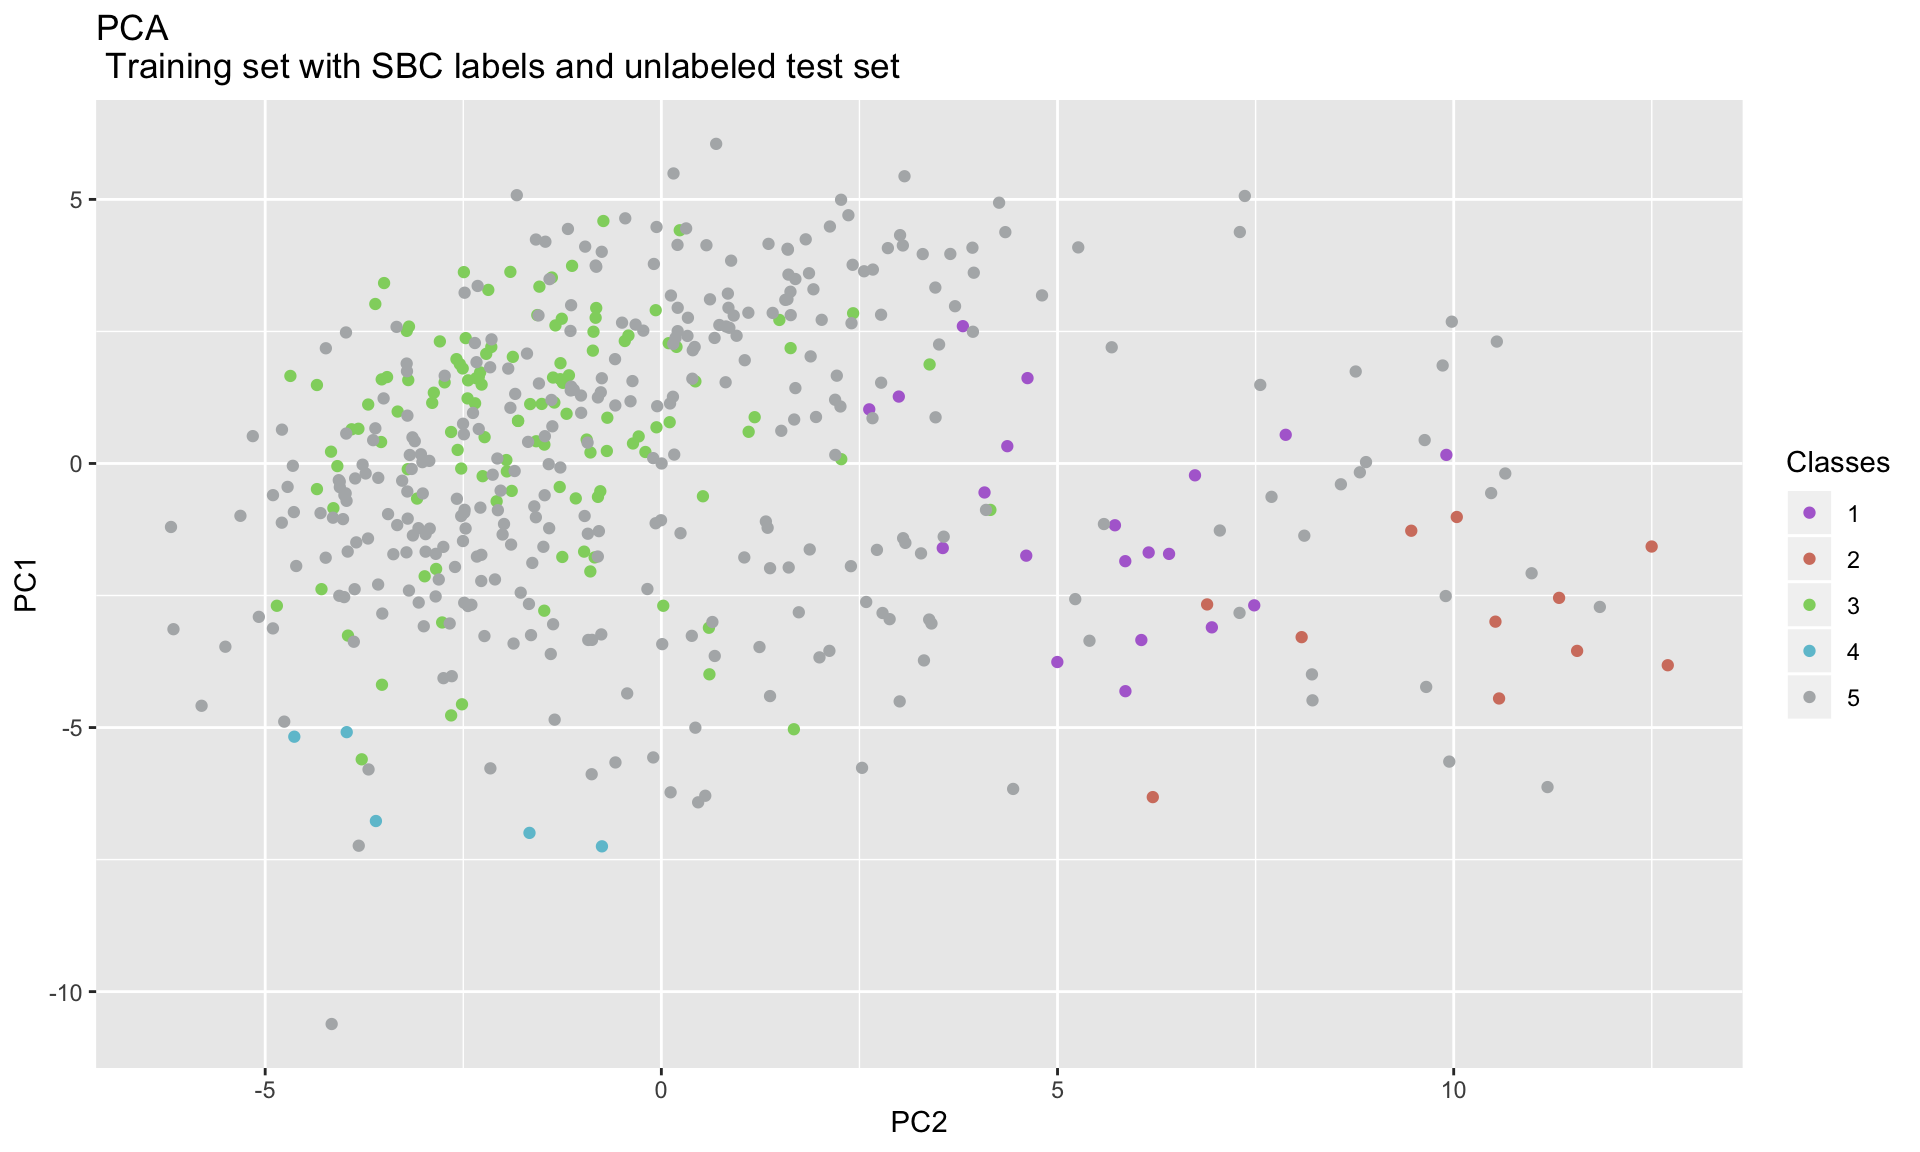 PCA
Training set with SBC labels and unlabeled test set
5
0
-5
-10
PC1
-5
0
5
10
PC2
Classes
1
2
3
4
5